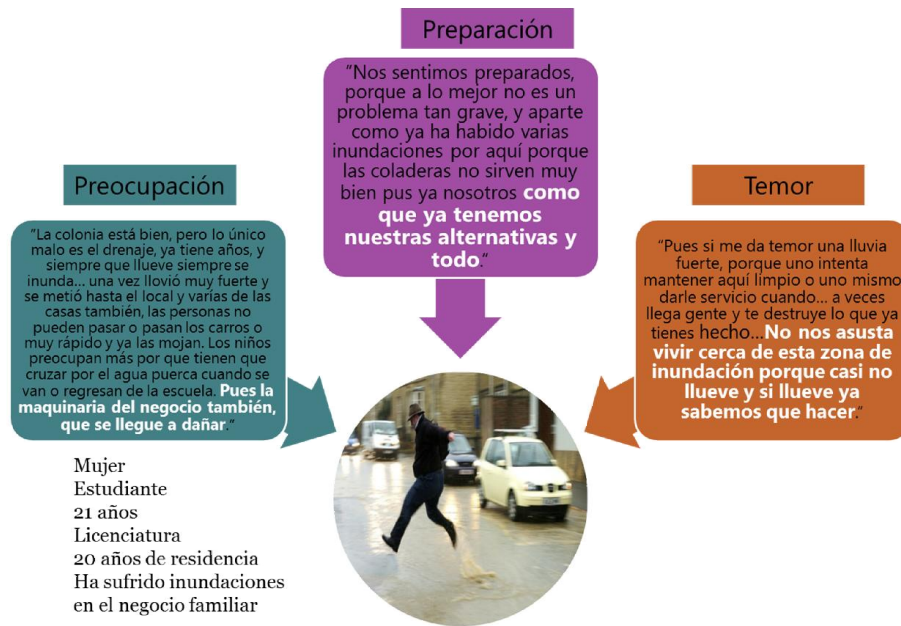 Preparación
"Nos sentimos preparados,
porque a lo mejor no es un
problema tan grave, y aparte
como ya ha habido varias
inundaciones por aquí porque
las coladeras no sirven muy
bien pus ya nosotros como
que ya tenemos
nuestras alternativas y
todo."
Preocupación
"La colonia está bien, pero lo único
malo es el drenaje, ya tiene años, y
siempre que llueve siempre se
inunda... una vez llovió muy fuerte y
se metió hasta el local y varias de las
casas también, las personas no
pueden pasar o pasan los carros o
muy rápido y ya las mojan. Los niños
preocupan más por que tienen que
cruzar por el agua puerca cuando se
van o regresan de la escuela. Pues la
maquinaria del negocio también,
que se llegue a dañar."
Temor
"Pues si me da temor una lluvia
fuerte, porque uno intenta
mantener aquí limpio o uno mismo
darle servicio cuando... a veces
llega gente y te destruye lo que ya
tienes hecho...No nos asusta
vivir cerca de esta zona de
inundación porque casi no
llueve y si llueve ya
sabemos que hacer."
Mujer
Estudiante
21 años
Licenciatura
20 años de residencia
Ha sufrido inundaciones
en el negocio familiar